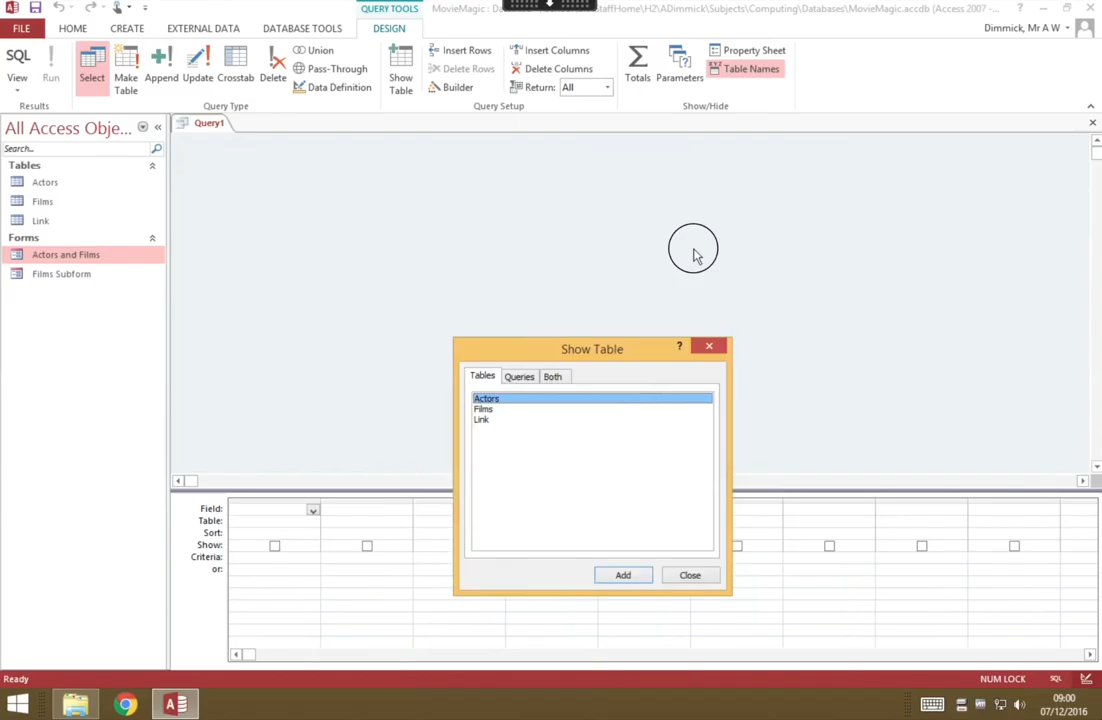 QUERY TOOLS
MovieMagic : Da
StaffHome\H2\ADimmick\Subjects\Computing\Databases\MovieMagic.accdb (Access 2007 -...
?
FILE
HOME
CREATE
EXTERNAL DATA
DATABASE TOOLS
DESIGN
Dimmick, Mr A W
SQL
View
Run
Select
Make
Table
Append
Update
Crosstab
Delete
Union
Pass-Through
Data Definition
Show
Table
Insert Rows
Delete Rows
Builder
Insert Columns
Delete Columns
Return:
All
Totals
Parameters
Property Sheet
XYZ
Table Names
Results
Query Type
Query Setup
Show/Hide
All Access Obje...
Search...
Tables
Actors
Films
Link
Forms
Actors and Films
Films Subform
Query1
Show Table
?
Tables
Queries
Both
Actors
Films
Link
Add
Close
Field:
Table:
Sort:
Show:
Criteria:
or:
Ready
NUM LOCK
SQL
09:00
07/12/2016